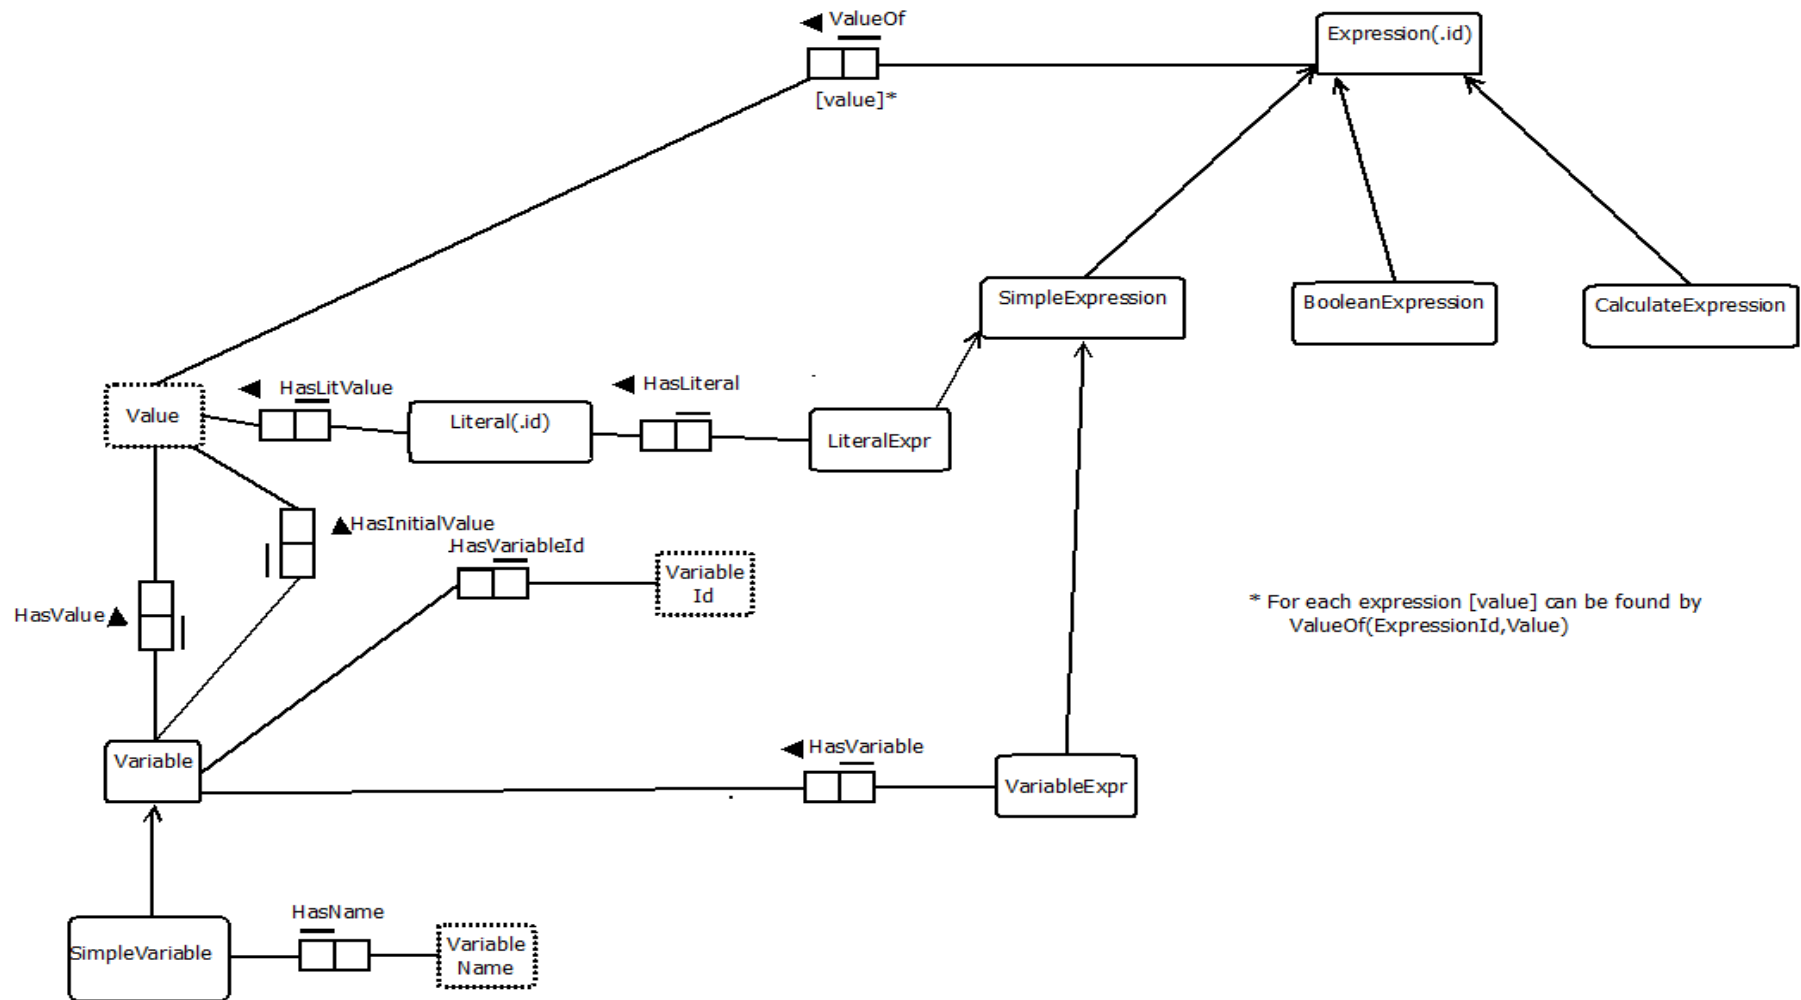 ValueOf
Expression(.id)
[value]*
SimpleExpression
BooleanExpression
CalculateExpression
HasLitValue
HasLiteral
Value
Literal(.id)
LiteralExpr
HasInitialValue
HasVariableId
Variable
Id
HasValue
* For each expression [value] can be found by
ValueOf(ExpressionId,Value)
HasVariable
Variable
VariableExpr
HasName
SimpleVariable
Variable
Name